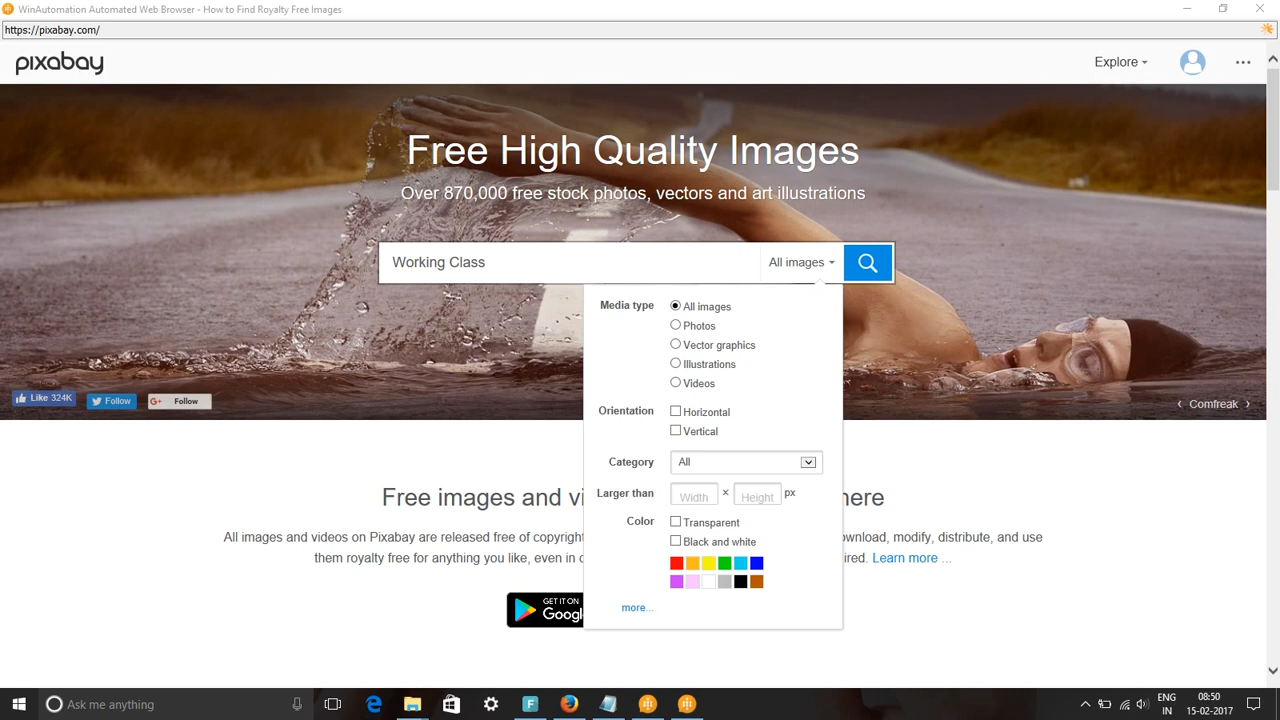 WinAutomation Automated Web Browser - How to Find Royalty Free Images
https://pixabay.com/
pixabay
Explore
Free High Quality Images
Over 870,000 free stock photos, vectors and art illustrations
Working Class
All images
Media type
All images
Photos
Vector graphics
Illustrations
Videos
Like 324K
Follow
G+ Follow
‹ Comfreak ›
Orientation
Horizontal
Vertical
Category
All
Larger than
Width × Height px
Color
Transparent
Black and white
more...
Free images and vi
here
All images and videos on Pixabay are released free of copyrigh
ownload, modify, distribute, and use
them royalty free for anything you like, even in c
ired. Learn more ...
GET IT ON
Googl
Ask me anything
ENG
IN
08:50
15-02-2017